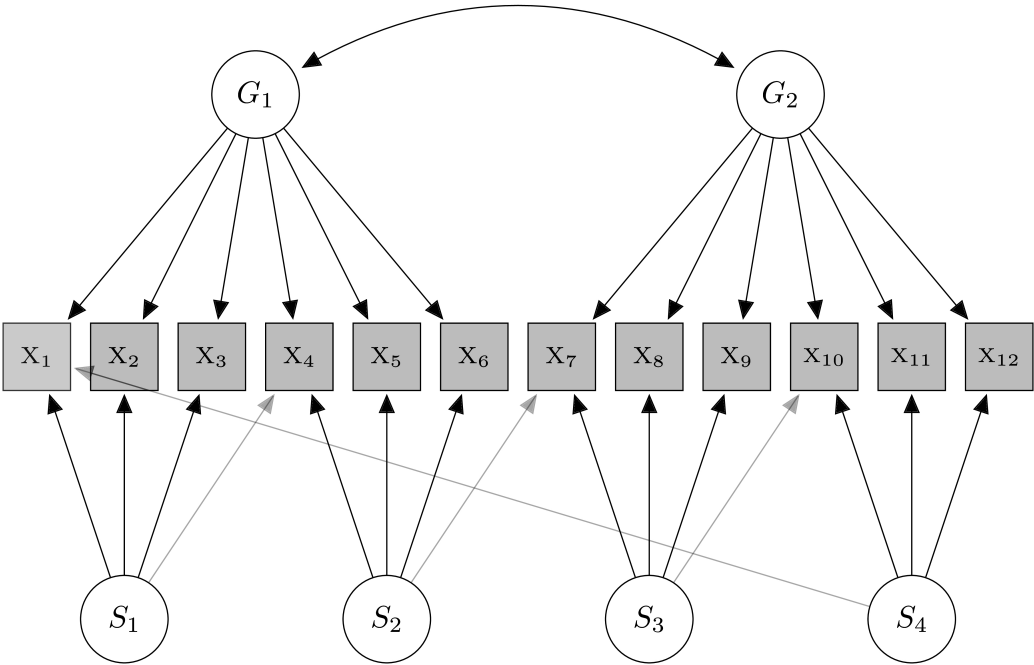 G₁ G₂
X₁ X₂ X₃ X₄ X₅ X₆ X₇ X₈ X₉ X₁₀ X₁₁ X₁₂
S₁ S₂ S₃ S₄